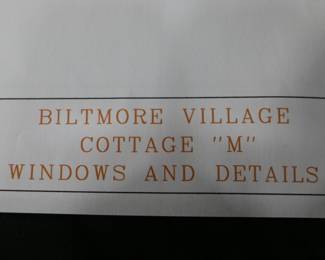 BILTMORE VILLAGE
COTTAGE "M"
WINDOWS AND DETAILS